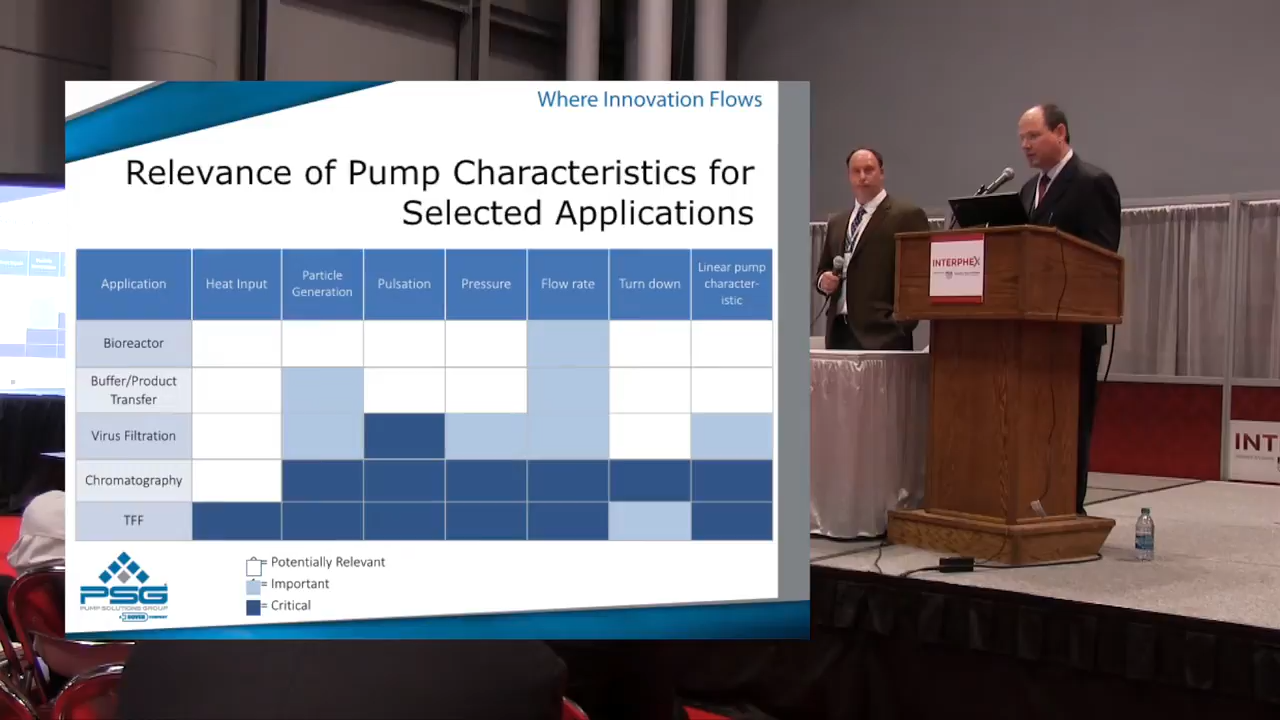 Where Innovation Flows
Relevance of Pump Characteristics for
Selected Applications
Application
Heat Input
Particle
Generation
Pulsation
Pressure
Flow rate
Turn down
Linear pump
character-
istic
Bioreactor
Buffer/Product
Transfer
Virus Filtration
Chromatography
TFF
= Potentially Relevant
= Important
= Critical
PSG
PUMP SOLUTIONS GROUP
DOVER COMPANY
INTERPHEX
INT